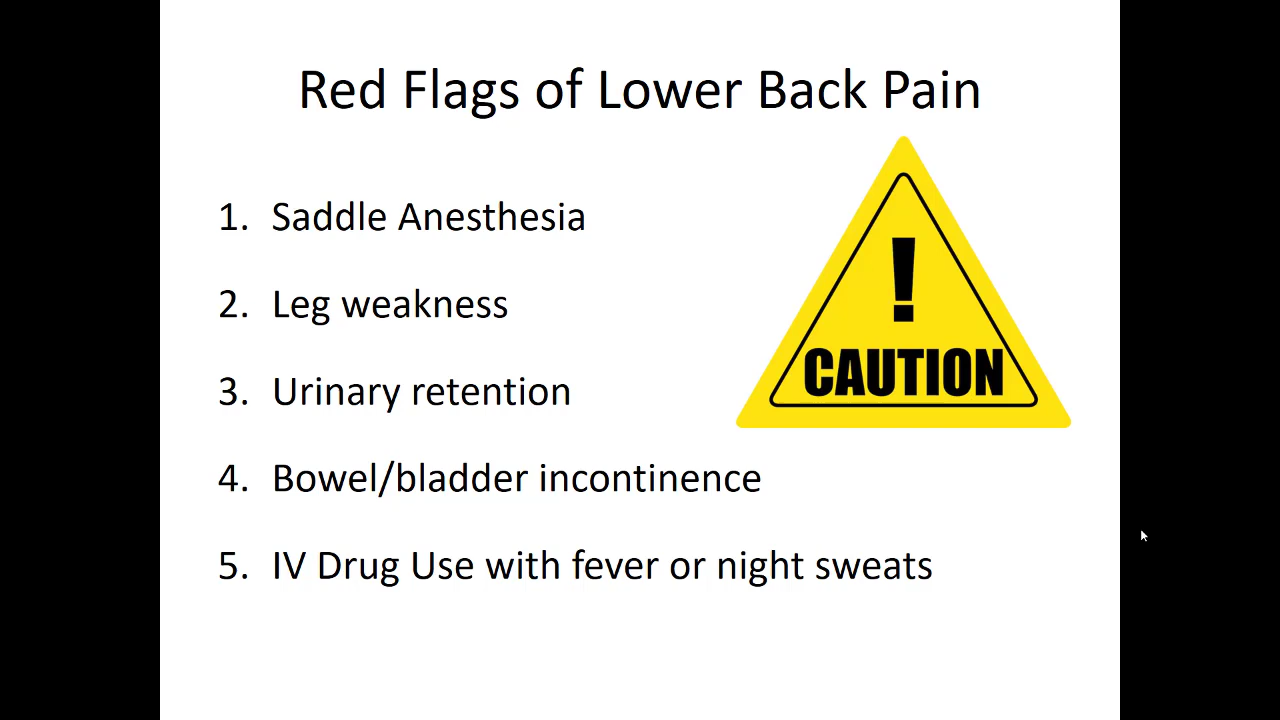 Red Flags of Lower Back Pain
1. Saddle Anesthesia
2. Leg weakness
3. Urinary retention
4. Bowel/bladder incontinence
5. IV Drug Use with fever or night sweats
!
CAUTION